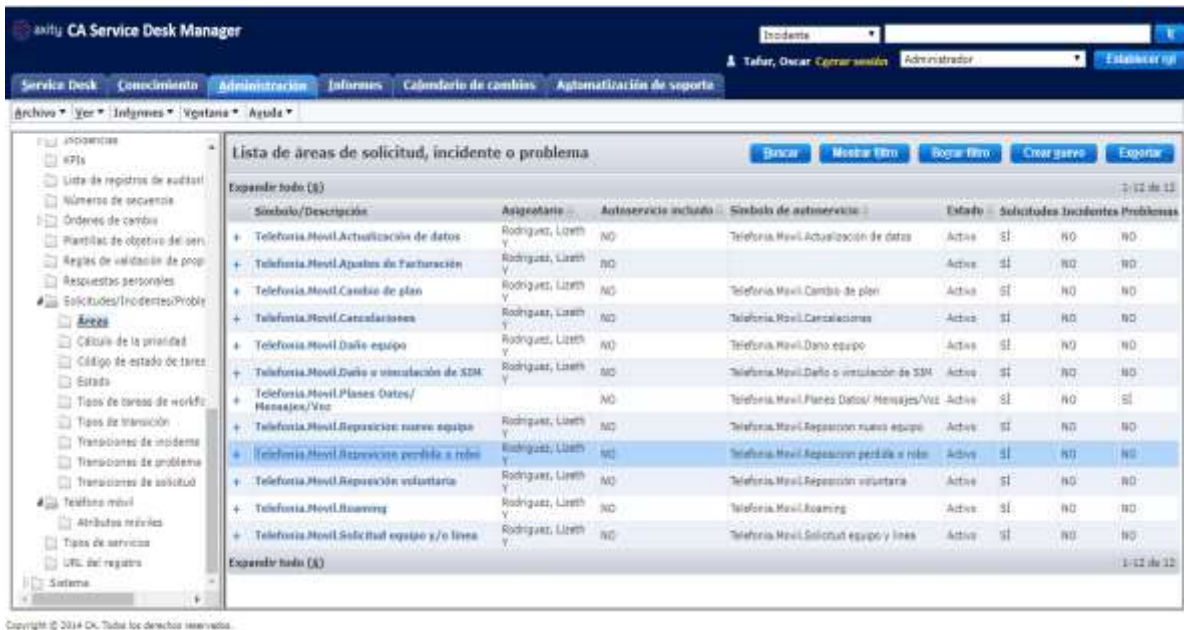 axity CA Service Desk Manager
Incidente
Ir
Tafur, Oscar Cerrar sesión Administrador Establecer rol
Service Desk Conocimiento Administración Informes Calendario de cambios Automatización de soporte
Archivo Ver Informes Ventana Ayuda
Incidencias
KPIs
Lista de registros de auditorí
Números de secuencia
Órdenes de cambio
Plantillas de objetivo del serv
Reglas de validación de prop
Respuestas personales
Solicitudes/Incidentes/Proble
Áreas
Cálculo de la prioridad
Código de estado de tarea
Estado
Tipos de tareas de workflo
Tipos de transición
Transiciones de incidente
Transiciones de problema
Transiciones de solicitud
Teléfono móvil
Atributos móviles
Tipos de servicios
URL del registro
Sistema
Lista de áreas de solicitud, incidente o problema
Buscar Mostrar filtro Borrar filtro Crear nuevo Exportar
Expandir todo (&) 1-12 de 12
Símbolo/Descripción Asignatario Autoservicio incluido Símbolo de autoservicio Estado Solicitudes Incidentes Problemas
+ Telefonia.Movil.Actualización de datos Rodriguez, Lizeth Y NO Telefonia.Movil.Actualización de datos Activo SÍ NO NO
+ Telefonia.Movil.Ajustes de Facturación Rodriguez, Lizeth Y NO Activo SÍ NO NO
+ Telefonia.Movil.Cambio de plan Rodriguez, Lizeth Y NO Telefonia.Movil.Cambio de plan Activo SÍ NO NO
+ Telefonia.Movil.Cancelaciones Rodriguez, Lizeth Y NO Telefonia.Movil.Cancelaciones Activo SÍ NO NO
+ Telefonia.Movil.Daño equipo Rodriguez, Lizeth Y NO Telefonia.Movil.Dano equipo Activo SÍ NO NO
+ Telefonia.Movil.Daño o vinculación de SIM Rodriguez, Lizeth Y NO Telefonia.Movil.Daño o vinculación de SIM Activo SÍ NO NO
+ Telefonia.Movil.Planes Datos/ Mensajes/Voz NO Telefonia.Movil.Planes Datos/ Mensajes/Voz Activo SÍ NO SÍ
+ Telefonia.Movil.Reposicion nuevo equipo Rodriguez, Lizeth Y NO Telefonia.Movil.Reposicion nuevo equipo Activo SÍ NO NO
+ Telefonia.Movil.Reposicion perdida o robo Rodriguez, Lizeth Y NO Telefonia.Movil.Reposicion perdida o robo Activo SÍ NO NO
+ Telefonia.Movil.Reposición voluntaria Rodriguez, Lizeth Y NO Telefonia.Movil.Reposición voluntaria Activo SÍ NO NO
+ Telefonia.Movil.Roaming Rodriguez, Lizeth Y NO Telefonia.Movil.Roaming Activo SÍ NO NO
+ Telefonia.Movil.Solicitud equipo y/o linea Rodriguez, Lizeth Y NO Telefonia.Movil.Solicitud equipo y linea Activo SÍ NO NO
Expandir todo (&) 1-12 de 12
Copyright © 2014 CA. Todos los derechos reservados.